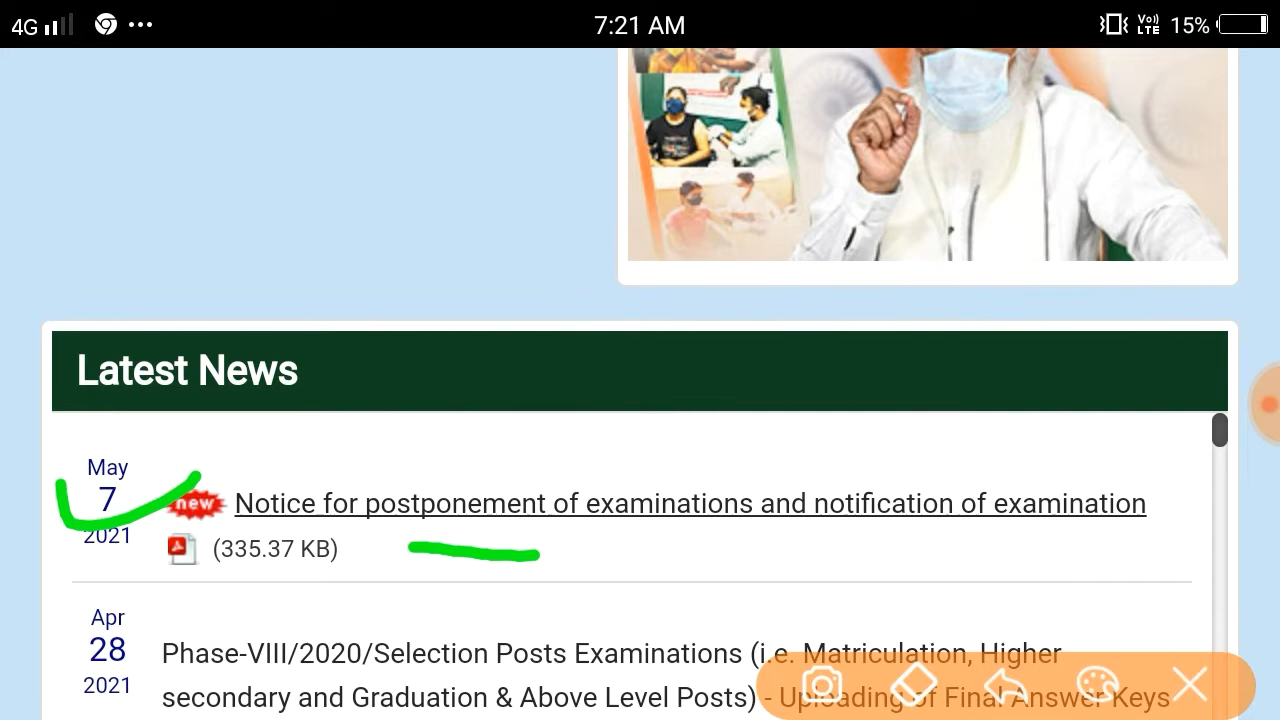 4G 7:21 AM Vo)) LTE 15%
Latest News
May
7
2021
new Notice for postponement of examinations and notification of examination
(335.37 KB)
Apr
28
2021
Phase-VIII/2020/Selection Posts Examinations (i.e. Matriculation, Higher
secondary and Graduation & Above Level Posts) - Uploading of Final Answer Keys